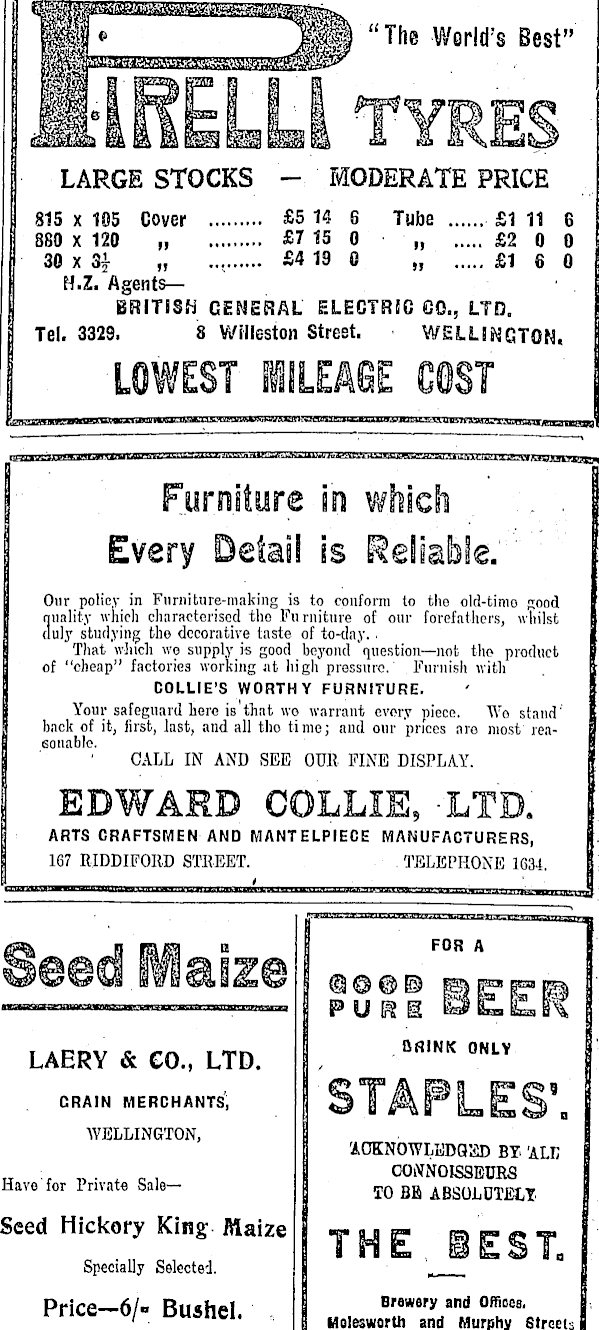 PIRELLI TYRES
"The World's Best"
LARGE STOCKS — MODERATE PRICE
815 x 105 Cover ......... £5 14 6 Tube ...... £1 11 6
880 x 120 „ ......... £7 15 0 „ ..... £2 0 0
30 x 3½ „ ......... £4 19 0 „ ..... £1 6 0
N.Z. Agents—
BRITISH GENERAL ELECTRIC CO., LTD.
Tel. 3329. 8 Willeston Street. WELLINGTON.
LOWEST MILEAGE COST
Furniture in which
Every Detail is Reliable.
Our policy in Furniture-making is to conform to the old-time good
quality which characterised the Furniture of our forefathers, whilst
duly studying the decorative taste of to-day.
That which we supply is good beyond question—not the product
of "cheap" factories working at high pressure. Furnish with
COLLIE'S WORTHY FURNITURE.
Your safeguard here is that we warrant every piece. We stand
back of it, first, last, and all the time; and our prices are most rea-
sonable.
CALL IN AND SEE OUR FINE DISPLAY.
EDWARD COLLIE, LTD.
ARTS CRAFTSMEN AND MANTELPIECE MANUFACTURERS,
167 RIDDIFORD STREET. TELEPHONE 1634.
Seed Maize
LAERY & CO., LTD.
GRAIN MERCHANTS,
WELLINGTON,
Have for Private Sale—
Seed Hickory King Maize
Specially Selected.
Price—6/- Bushel.
FOR A
GOOD PURE BEER
DRINK ONLY
STAPLES'.
ACKNOWLEDGED BY ALL
CONNOISSEURS
TO BE ABSOLUTELY
THE BEST.
Brewery and Offices.
Molesworth and Murphy Streets